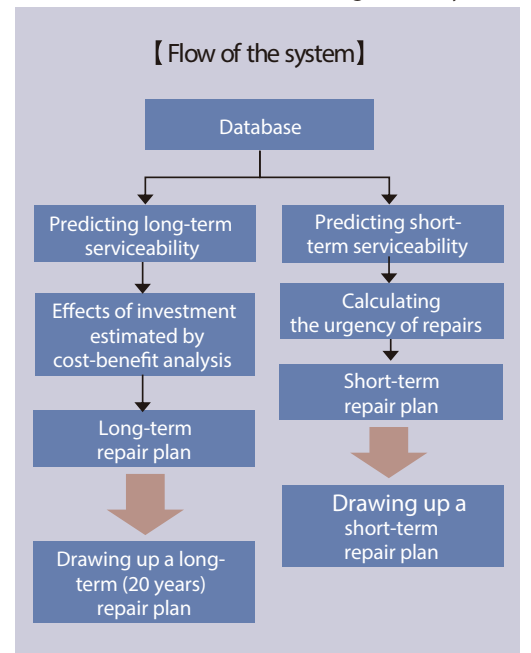 【Flow of the system】
Database
Predicting long-term
serviceability
Effects of investment
estimated by
cost-benefit analysis
Long-term
repair plan
Drawing up a long-
term (20 years)
repair plan
Predicting short-
term serviceability
Calculating
the urgency of repairs
Short-term
repair plan
Drawing up a
short-term
repair plan